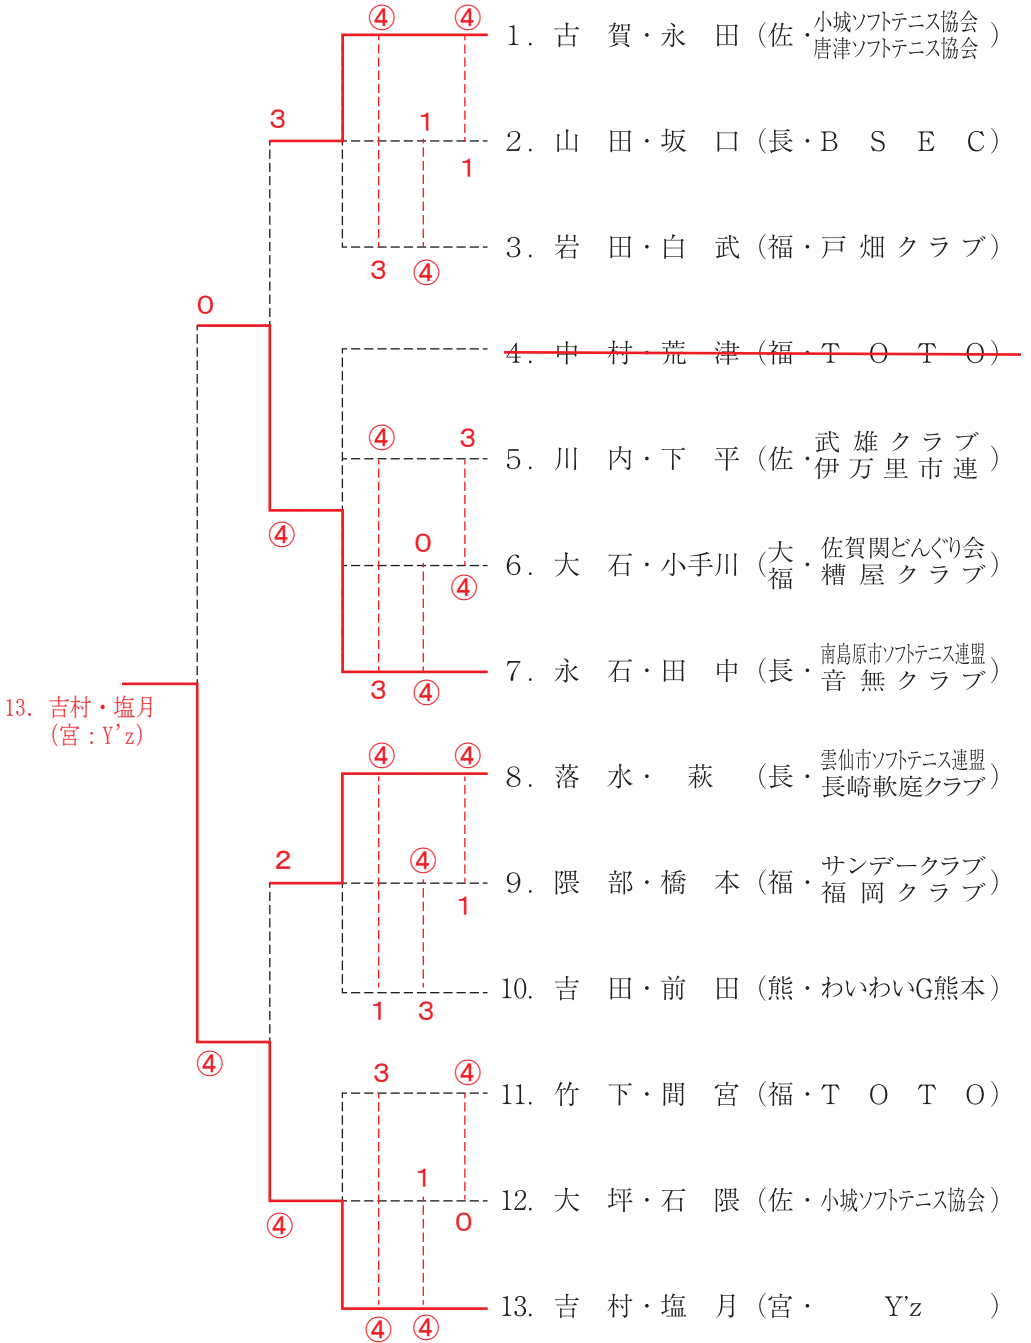 ④ ④
小城ソフトテニス協会
1. 古 賀・永 田 (佐・ )
唐津ソフトテニス協会
3 1
2. 山 田・坂 口 (長・B S E C)
1
3. 岩 田・白 武 (福・戸畑クラブ)
3 ④
0
4. 中 村・荒 津 (福・T O T O)
④ 3
武雄クラブ
5. 川 内・下 平 (佐・ )
伊万里市連
④ 0
大 佐賀関どんぐり会
6. 大 石・小手川 ( ・ )
福 糟屋クラブ
④
南島原市ソフトテニス連盟
7. 永 石・田 中 (長・ )
音無クラブ
3 ④
13. 吉村・塩月
(宮:Y'z)
④ ④
雲仙市ソフトテニス連盟
8. 落 水・ 萩 (長・ )
長崎軟庭クラブ
2 ④
サンデークラブ
9. 隈 部・橋 本 (福・ )
福岡クラブ
1
10. 吉 田・前 田 (熊・わいわいG熊本)
1 3
④
3 ④
11. 竹 下・間 宮 (福・T O T O)
1
12. 大 坪・石 隈 (佐・小城ソフトテニス協会)
④ 0
13. 吉 村・塩 月 (宮・ Y'z )
④ ④